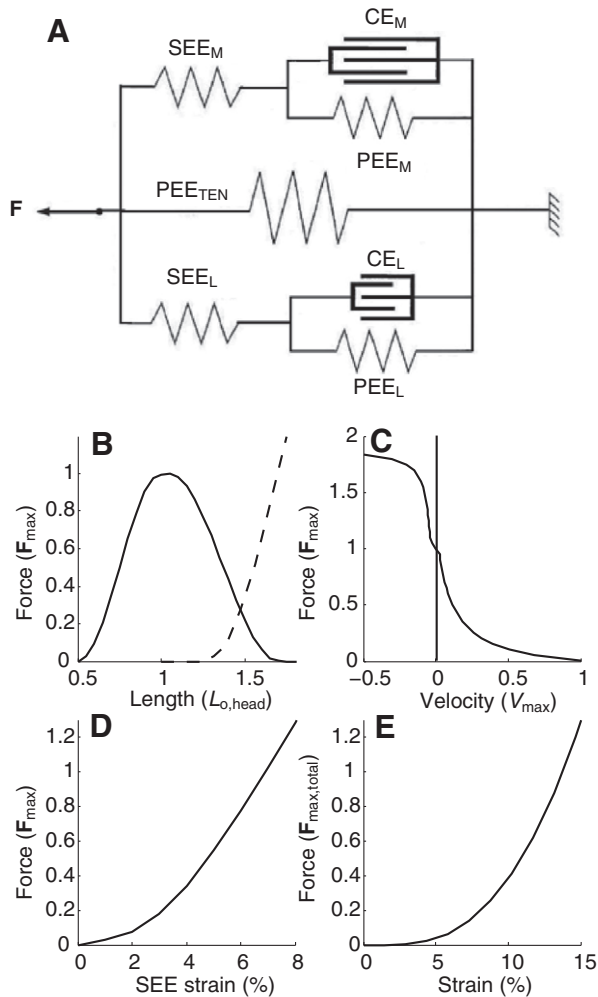 A
CE_M
SEE_M
PEE_M
PEE_TEN
F
SEE_L
CE_L
PEE_L
B
C
Force (F_max)
1
0.8
0.6
0.4
0.2
0
0.5
1
1.5
Length (L_o,head)
Force (F_max)
2
1.5
1
0.5
0
−0.5
0
0.5
1
Velocity (V_max)
D
E
Force (F_max)
1.2
1
0.8
0.6
0.4
0.2
0
0
2
4
6
8
SEE strain (%)
Force (F_max,total)
1.2
1
0.8
0.6
0.4
0.2
0
0
5
10
15
Strain (%)